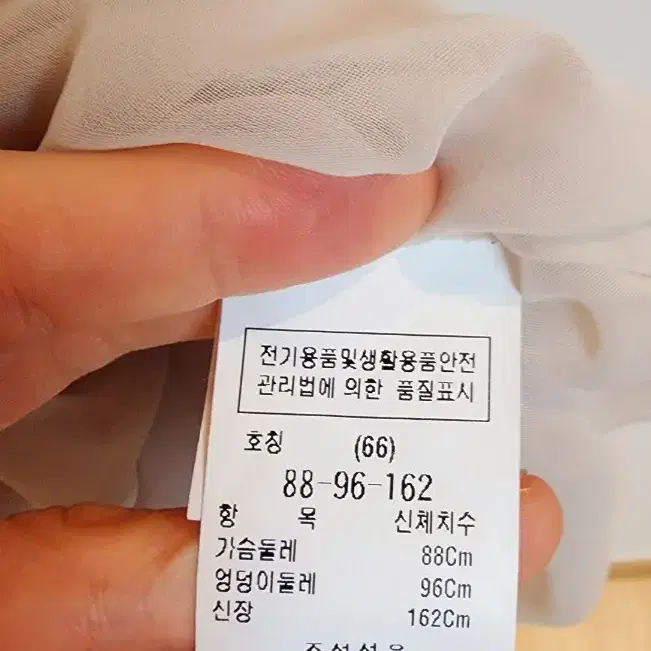 전기용품및생활용품안전
관리법에 의한 품질표시
호칭 (66)
88-96-162
항 목 신체치수
가슴둘레 88Cm
엉덩이둘레 96Cm
신장 162Cm